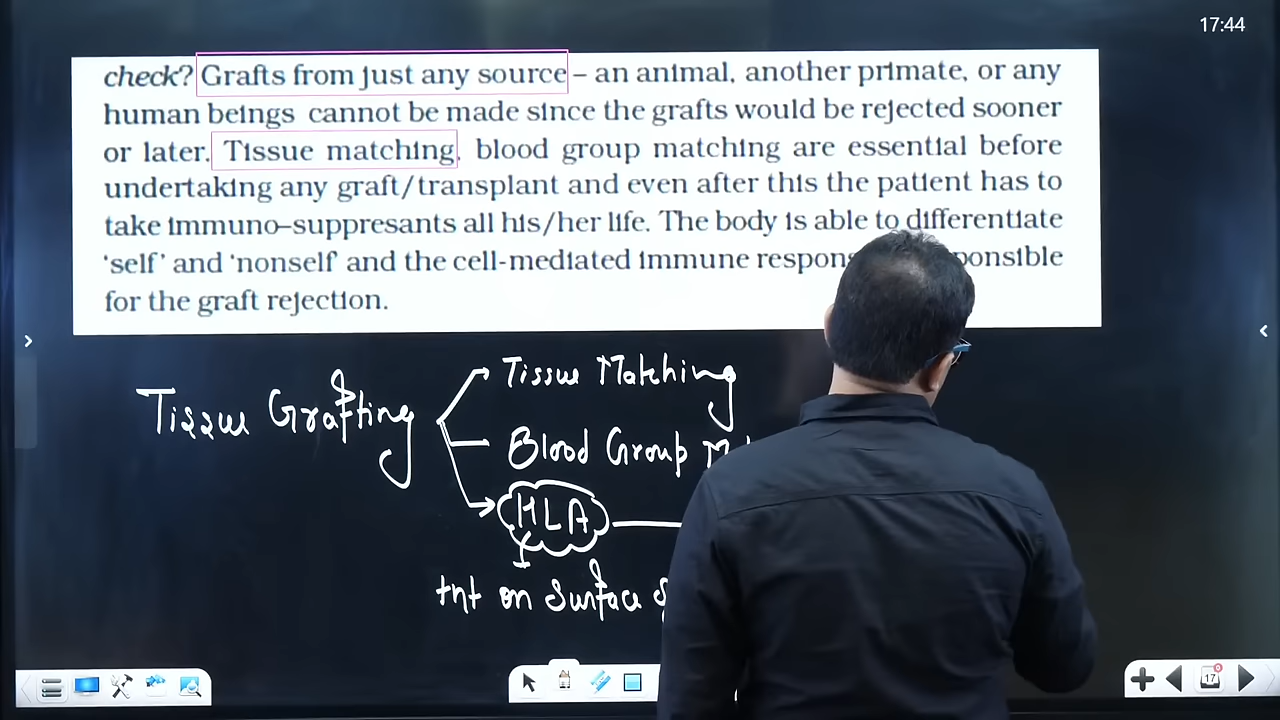 17:44
check? Grafts from just any source – an animal, another primate, or any
human beings cannot be made since the grafts would be rejected sooner
or later. Tissue matching, blood group matching are essential before
undertaking any graft/transplant and even after this the patient has to
take immuno–suppresants all his/her life. The body is able to differentiate
‘self’ and ‘nonself’ and the cell-mediated immune
for the graft rejection.
Tissue Grafting
Tissue Matching
Blood Group
HLA
on Surface
17